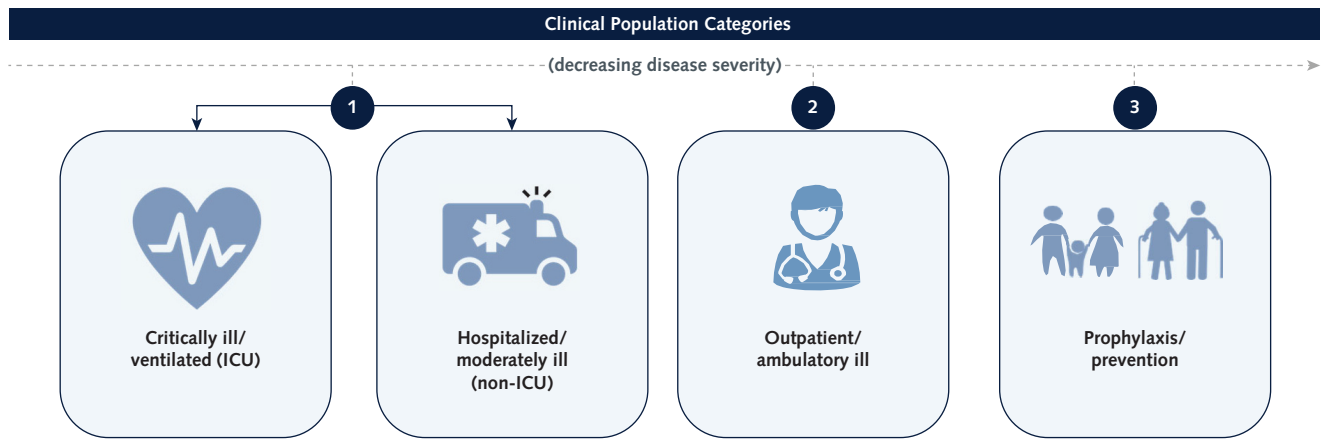 Clinical Population Categories
(decreasing disease severity)
1
2
3
Critically ill/
ventilated (ICU)
Hospitalized/
moderately ill
(non-ICU)
Outpatient/
ambulatory ill
Prophylaxis/
prevention